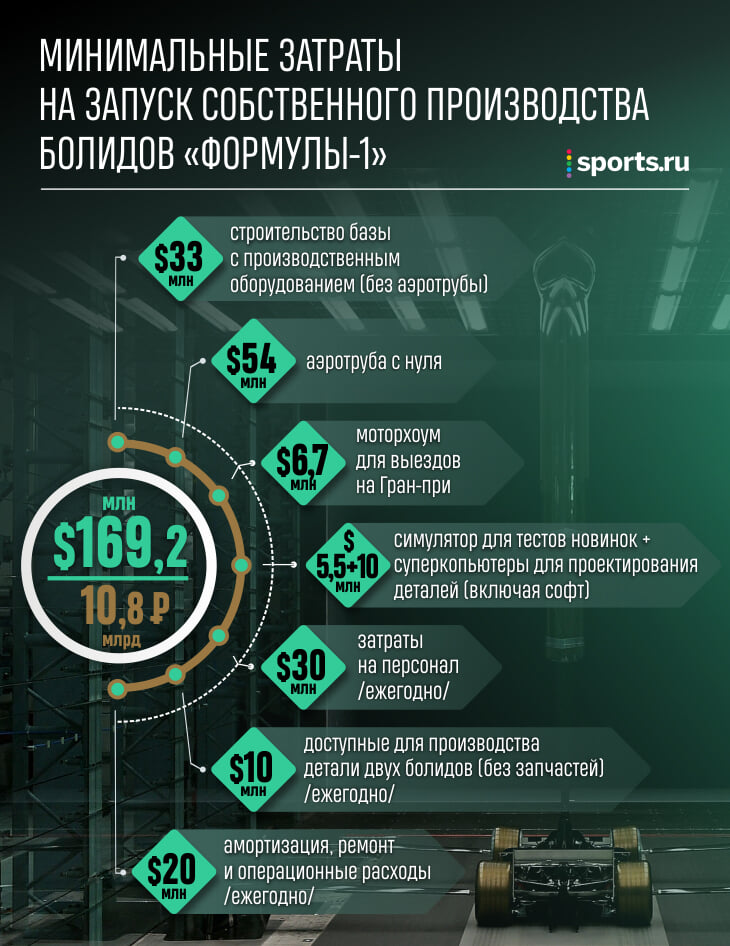 МИНИМАЛЬНЫЕ ЗАТРАТЫ
НА ЗАПУСК СОБСТВЕННОГО ПРОИЗВОДСТВА
БОЛИДОВ «ФОРМУЛЫ-1»
sports.ru
$33
МЛН
строительство базы
с производственным
оборудованием (без аэротрубы)
$54
МЛН
аэротруба с нуля
$6,7
МЛН
моторхоум
для выездов
на Гран-при
$
5,5+10
МЛН
симулятор для тестов новинок +
суперкопьютеры для проектирования
деталей (включая софт)
МЛН
$169,2
10,8 ₽
МЛРД
$30
МЛН
затраты
на персонал
/ежегодно/
$10
МЛН
доступные для производства
детали двух болидов (без запчастей)
/ежегодно/
$20
МЛН
амортизация, ремонт
и операционные расходы
/ежегодно/